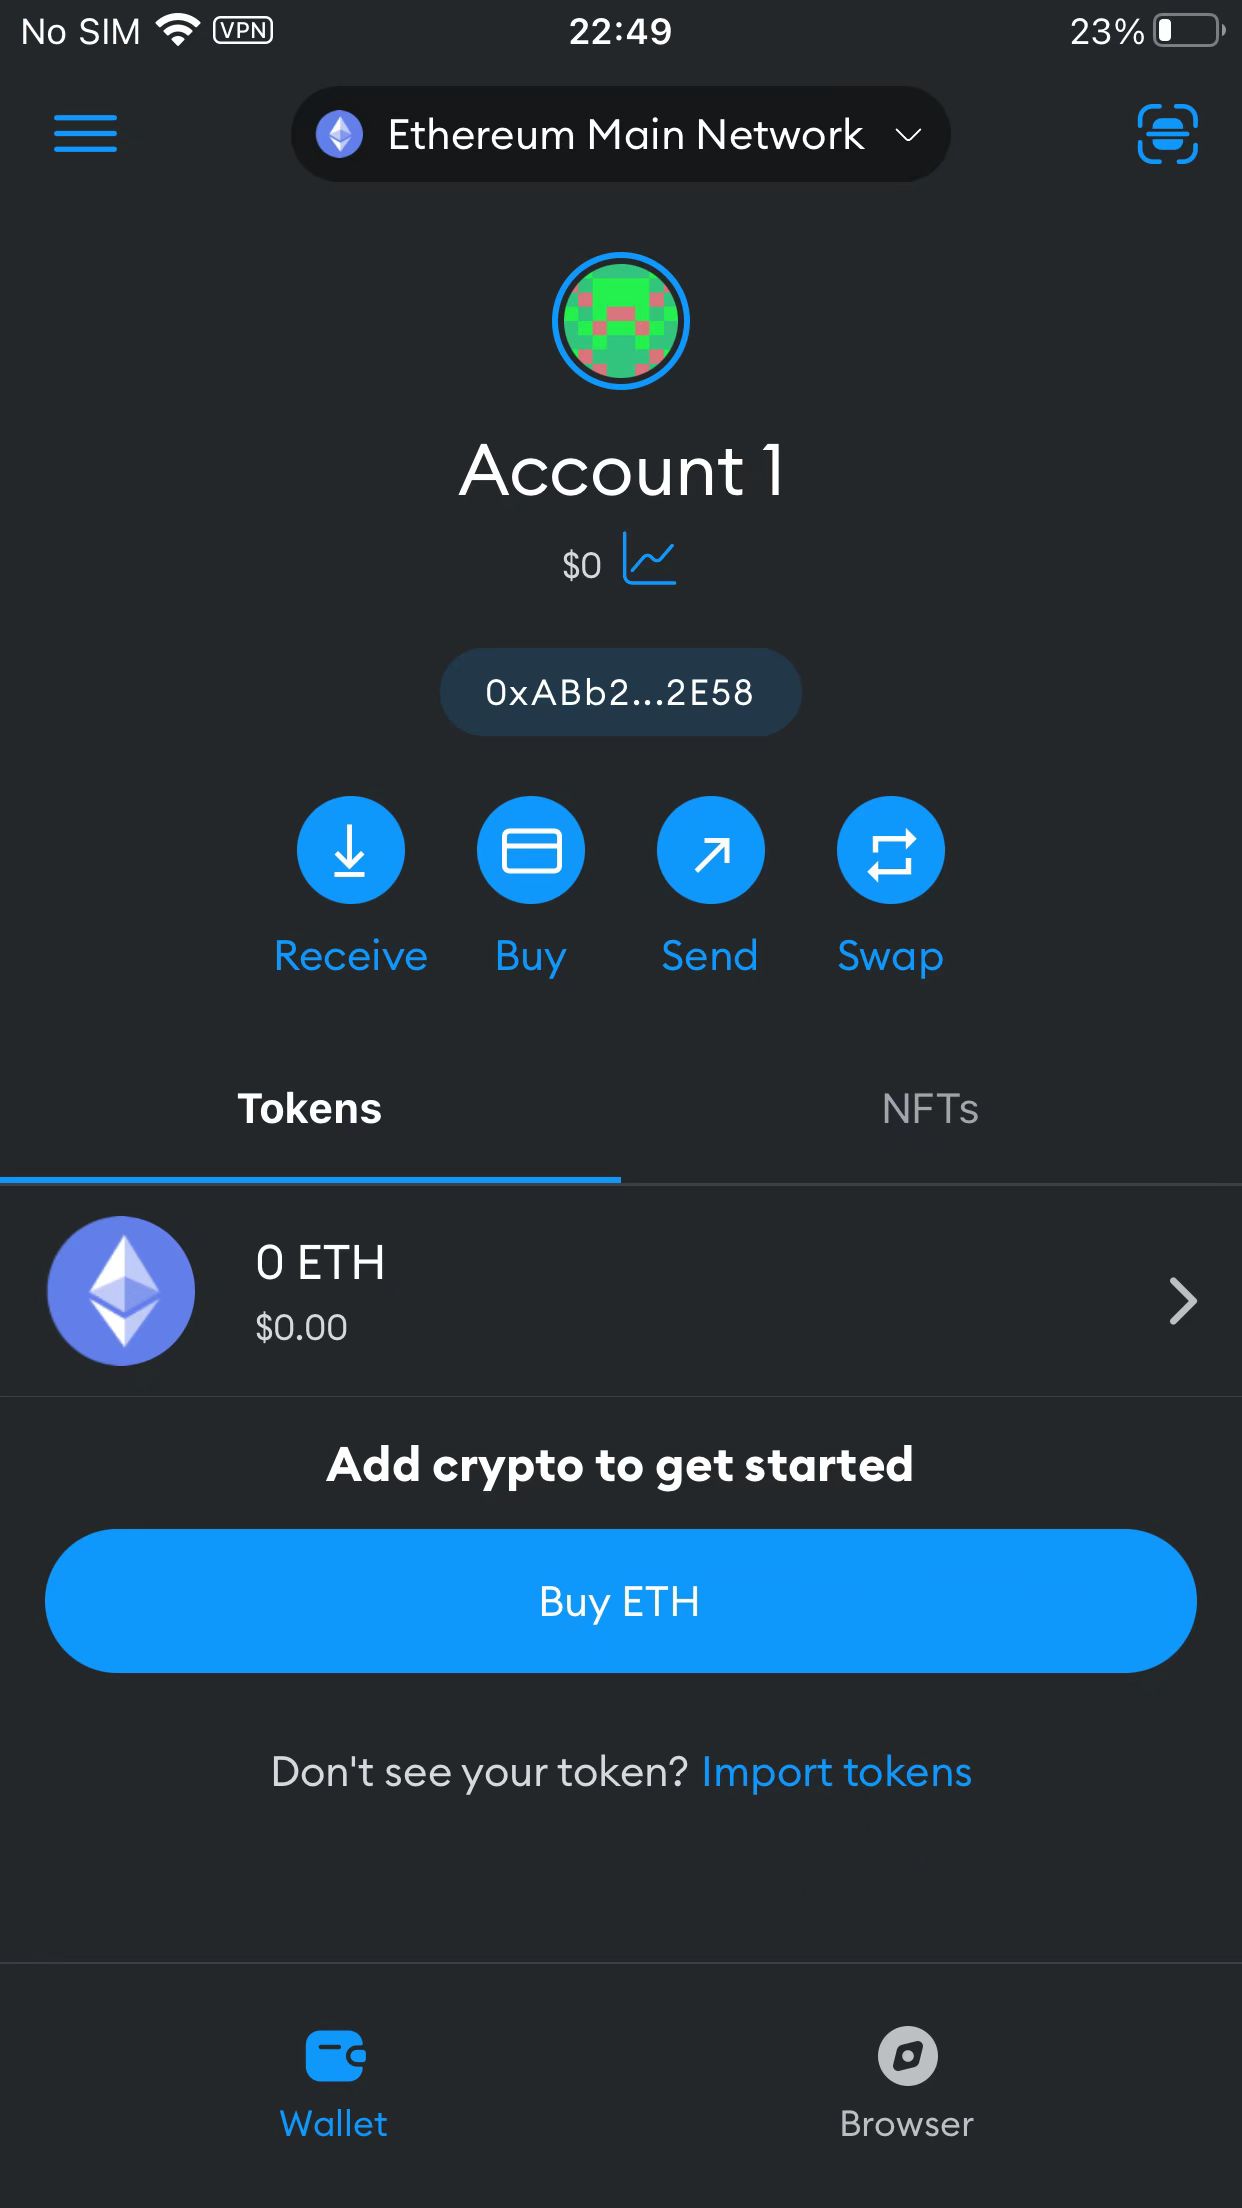 No SIM VPN 22:49 23%
Ethereum Main Network
Account 1
$0
0xABb2...2E58
Receive Buy Send Swap
Tokens NFTs
0 ETH
$0.00
Add crypto to get started
Buy ETH
Don't see your token? Import tokens
Wallet Browser